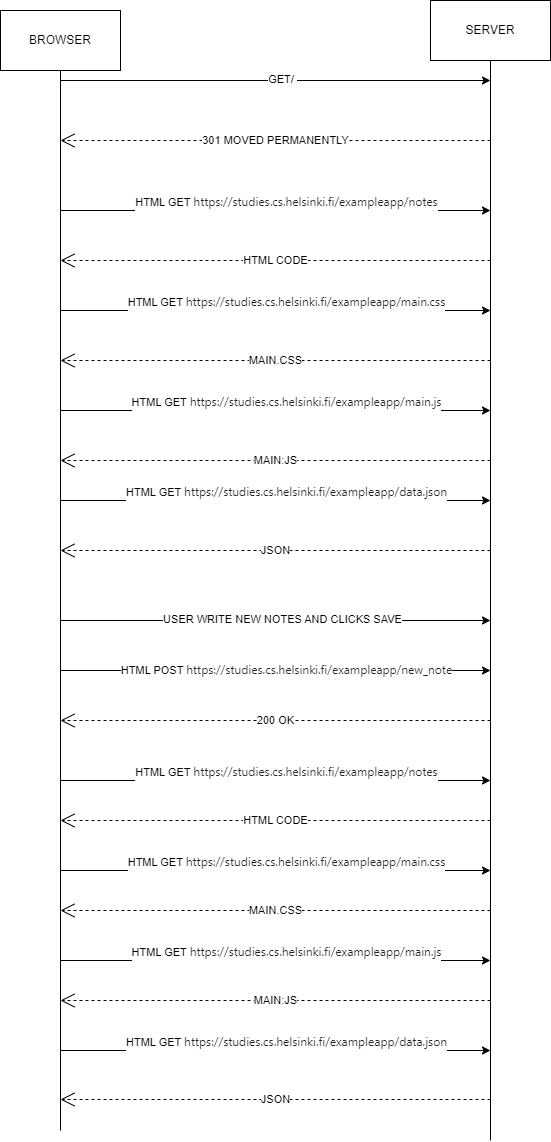 BROWSER
SERVER
GET/
301 MOVED PERMANENTLY
HTML GET https://studies.cs.helsinki.fi/exampleapp/notes
HTML CODE
HTML GET https://studies.cs.helsinki.fi/exampleapp/main.css
MAIN.CSS
HTML GET https://studies.cs.helsinki.fi/exampleapp/main.js
MAIN.JS
HTML GET https://studies.cs.helsinki.fi/exampleapp/data.json
JSON
USER WRITE NEW NOTES AND CLICKS SAVE
HTML POST https://studies.cs.helsinki.fi/exampleapp/new_note
200 OK
HTML GET https://studies.cs.helsinki.fi/exampleapp/notes
HTML CODE
HTML GET https://studies.cs.helsinki.fi/exampleapp/main.css
MAIN.CSS
HTML GET https://studies.cs.helsinki.fi/exampleapp/main.js
MAIN.JS
HTML GET https://studies.cs.helsinki.fi/exampleapp/data.json
JSON